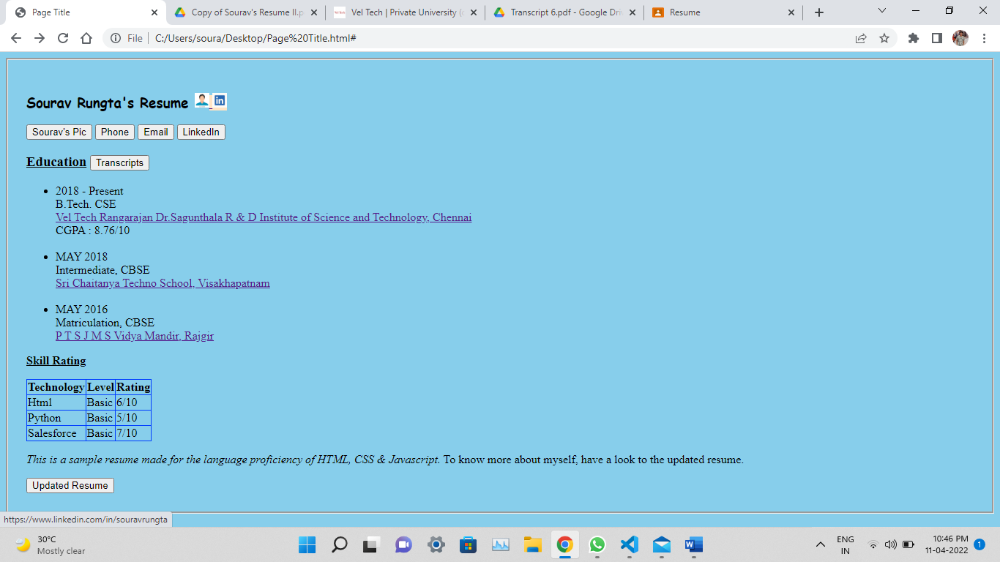 Page Title
Copy of Sourav's Resume II.p
Vel Tech | Private University (
Transcript 6.pdf - Google Dri
Resume
File
C:/Users/soura/Desktop/Page%20Title.html#
Sourav Rungta's Resume
in
Sourav's Pic Phone Email LinkedIn
Education Transcripts
2018 - Present
B.Tech. CSE
Vel Tech Rangarajan Dr.Sagunthala R & D Institute of Science and Technology, Chennai
CGPA : 8.76/10
MAY 2018
Intermediate, CBSE
Sri Chaitanya Techno School, Visakhapatnam
MAY 2016
Matriculation, CBSE
P T S J M S Vidya Mandir, Rajgir
Skill Rating
Technology Level Rating
Html Basic 6/10
Python Basic 5/10
Salesforce Basic 7/10
This is a sample resume made for the language proficiency of HTML, CSS & Javascript. To know more about myself, have a look to the updated resume.
Updated Resume
https://www.linkedin.com/in/souravrungta
30°C
Mostly clear
ENG
IN
10:46 PM
11-04-2022
1